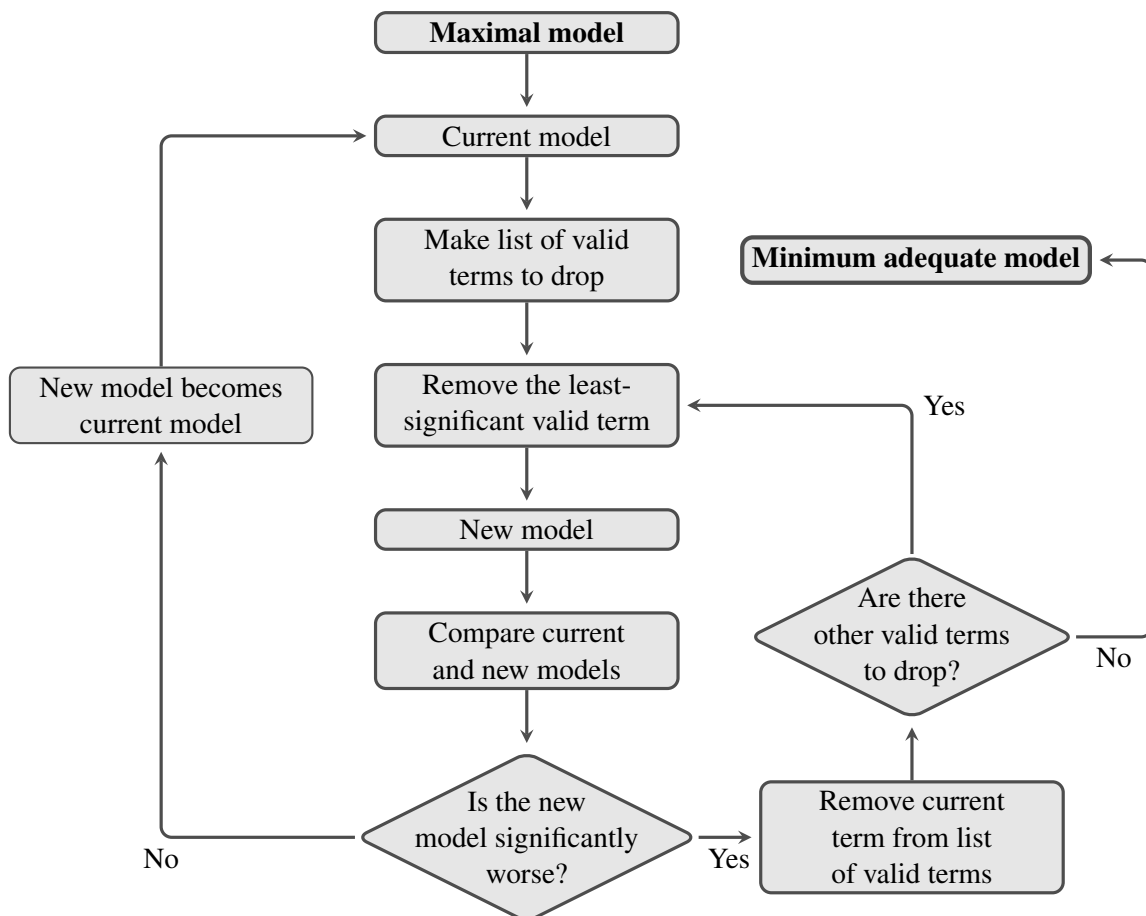 Maximal model
Current model
Make list of valid
terms to drop
Minimum adequate model
New model becomes
current model
Remove the least-
significant valid term
Yes
New model
Compare current
and new models
Are there
other valid terms
to drop?
No
Is the new
model significantly
worse?
No
Yes
Remove current
term from list
of valid terms